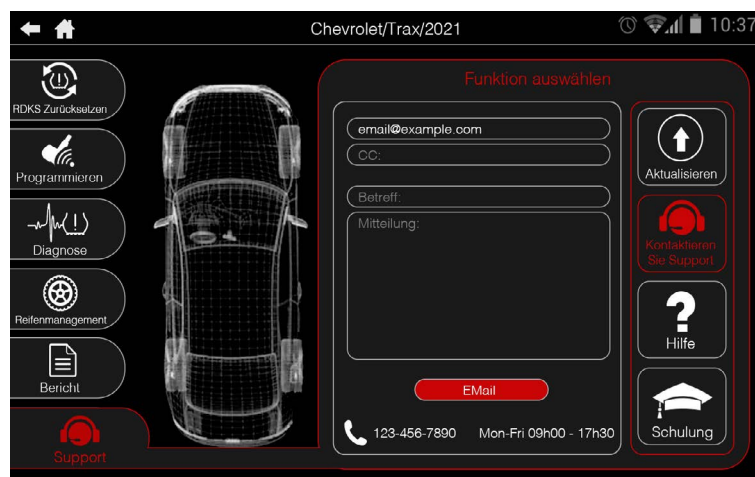 Chevrolet/Trax/2021
10:37
RDKS Zurücksetzen
Programmieren
Diagnose
Reifenmanagement
Bericht
Support
Funktion auswählen
email@example.com
CC:
Betreff:
Mitteilung:
EMail
123-456-7890 Mon-Fri 09h00 - 17h30
Aktualisieren
Kontaktieren
Sie Support
Hilfe
Schulung